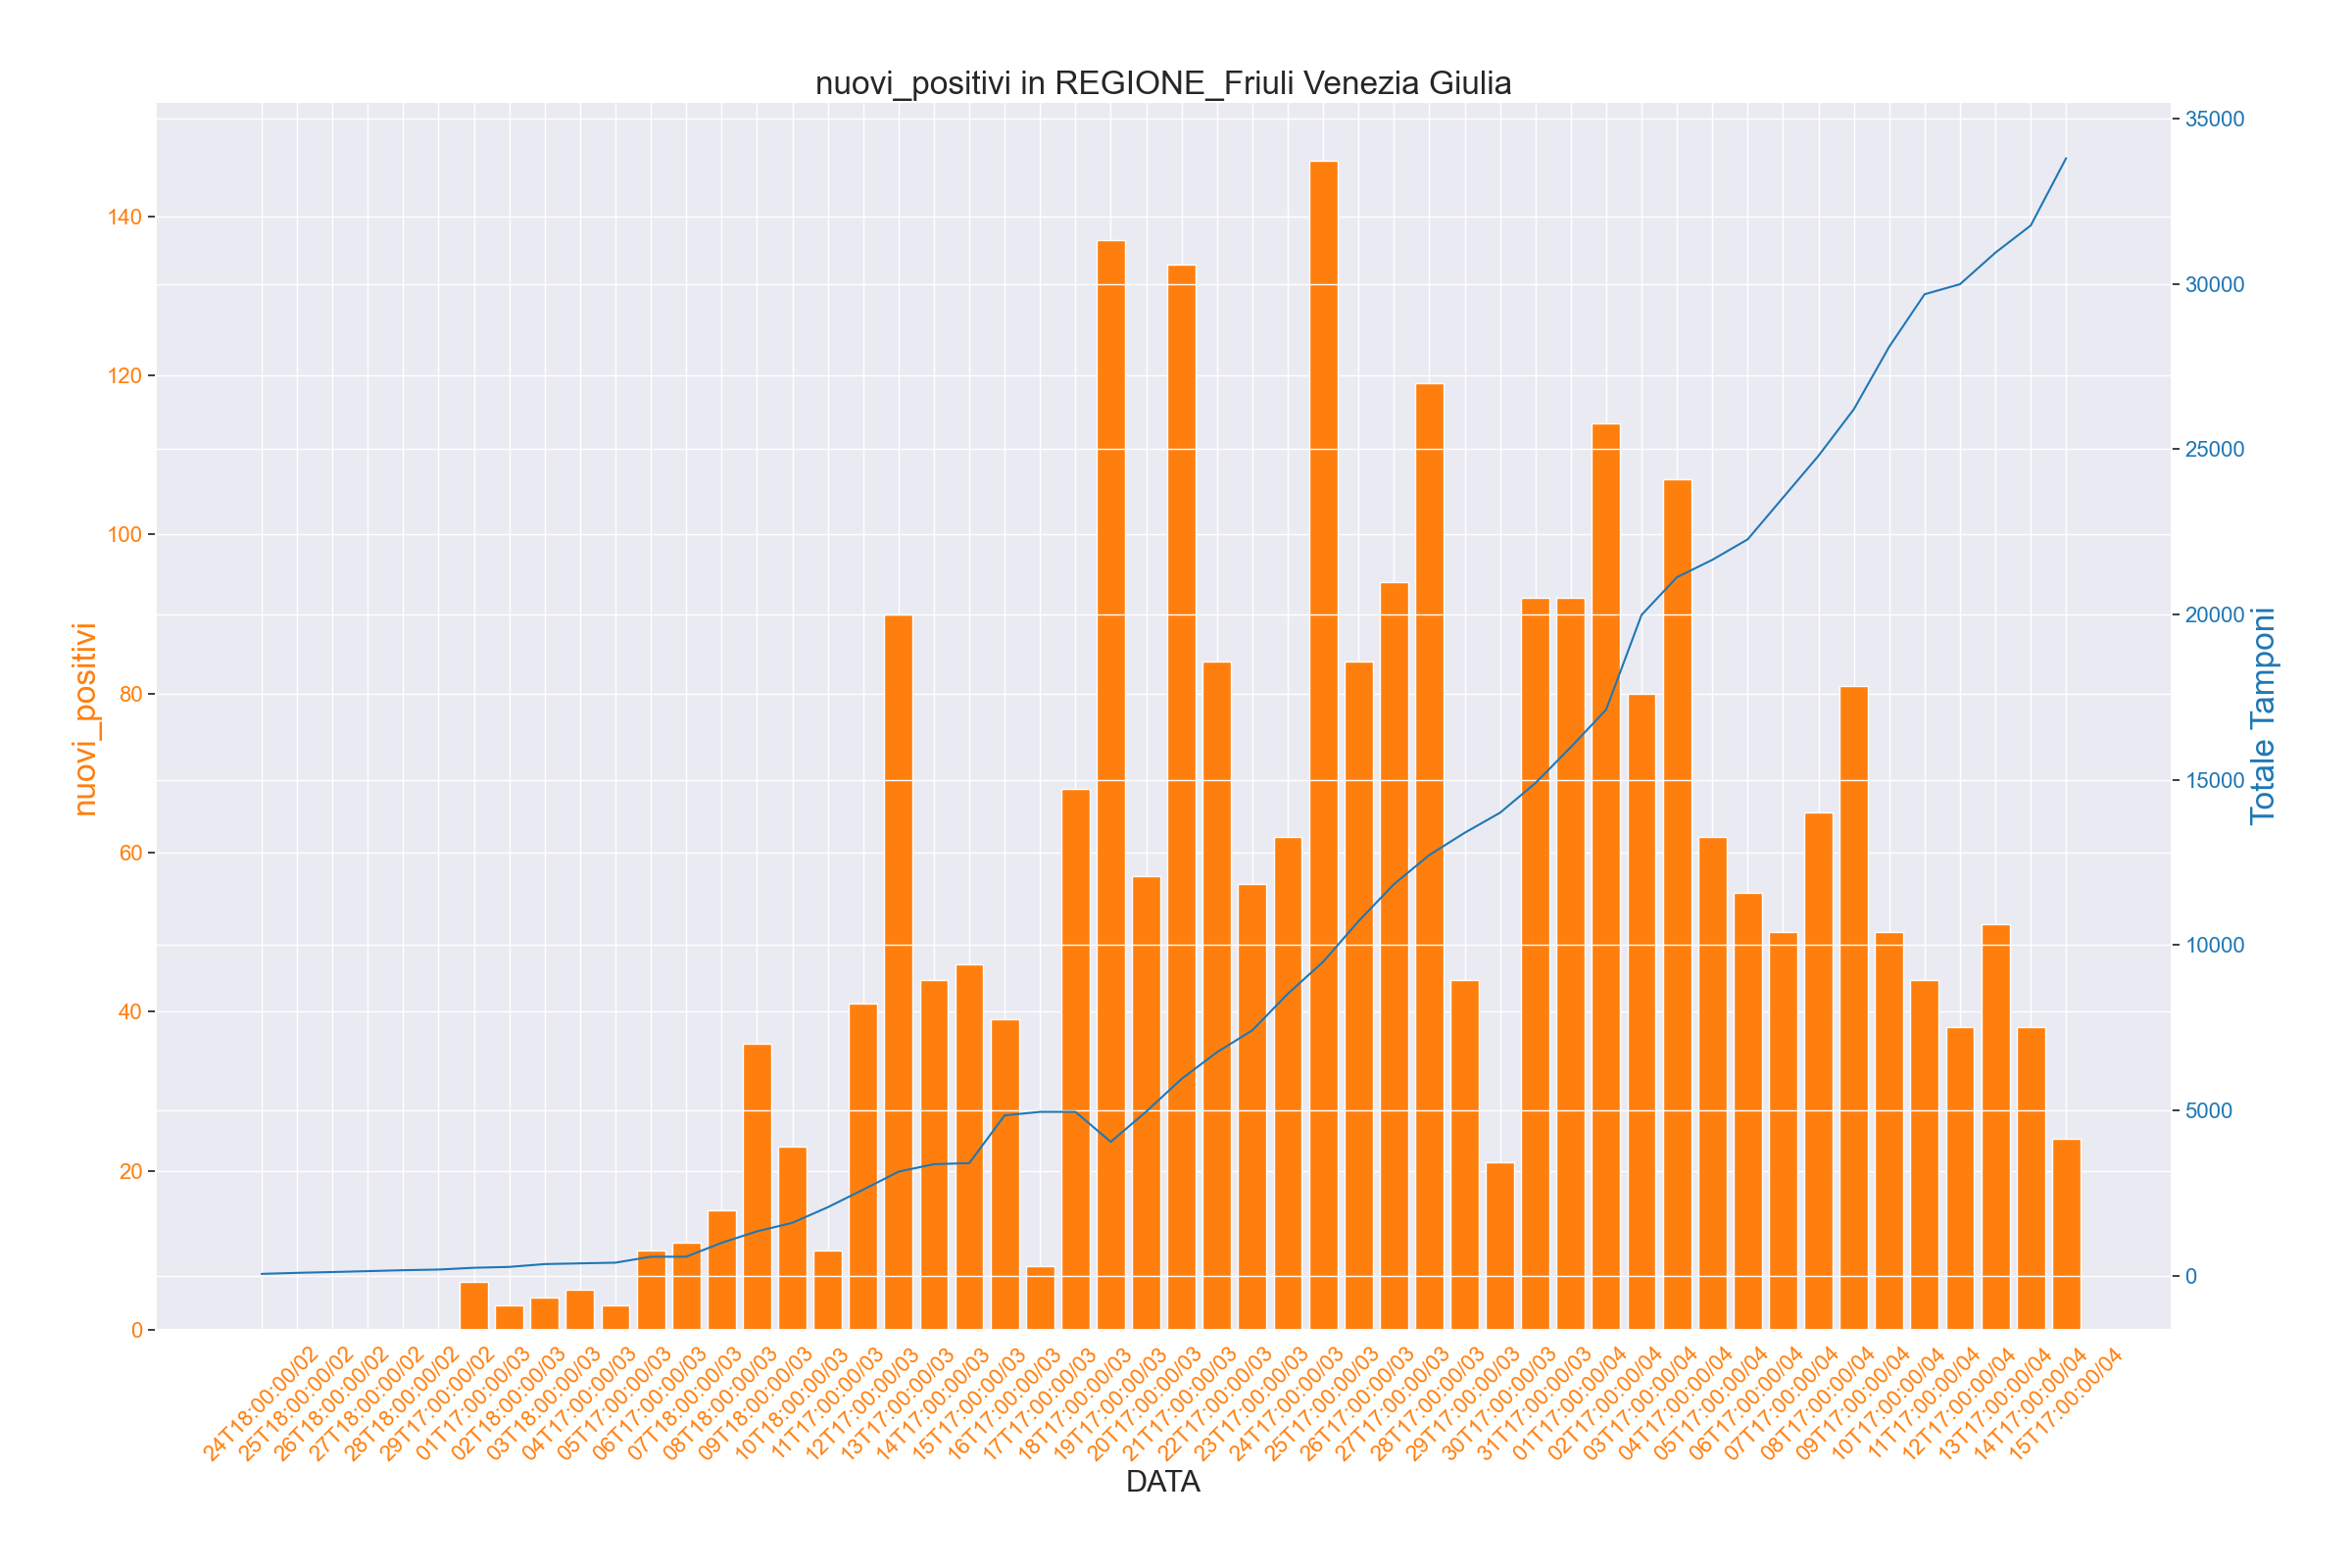 nuovi_positivi in REGIONE_Friuli Venezia Giulia
nuovi_positivi
140
120
100
80
60
40
20
0
35000
30000
25000
20000
15000
10000
5000
0
Totale Tamponi
24T18:00:00/02
25T18:00:00/02
26T18:00:00/02
27T18:00:00/02
28T18:00:00/02
29T17:00:00/02
01T17:00:00/03
02T18:00:00/03
03T18:00:00/03
04T17:00:00/03
05T17:00:00/03
06T17:00:00/03
07T18:00:00/03
08T18:00:00/03
09T18:00:00/03
10T18:00:00/03
11T17:00:00/03
12T17:00:00/03
13T17:00:00/03
14T17:00:00/03
15T17:00:00/03
16T17:00:00/03
17T17:00:00/03
18T17:00:00/03
19T17:00:00/03
20T17:00:00/03
21T17:00:00/03
22T17:00:00/03
23T17:00:00/03
24T17:00:00/03
25T17:00:00/03
26T17:00:00/03
27T17:00:00/03
28T17:00:00/03
29T17:00:00/03
30T17:00:00/03
31T17:00:00/03
01T17:00:00/04
02T17:00:00/04
03T17:00:00/04
04T17:00:00/04
05T17:00:00/04
06T17:00:00/04
07T17:00:00/04
08T17:00:00/04
09T17:00:00/04
10T17:00:00/04
11T17:00:00/04
12T17:00:00/04
13T17:00:00/04
14T17:00:00/04
15T17:00:00/04
DATA